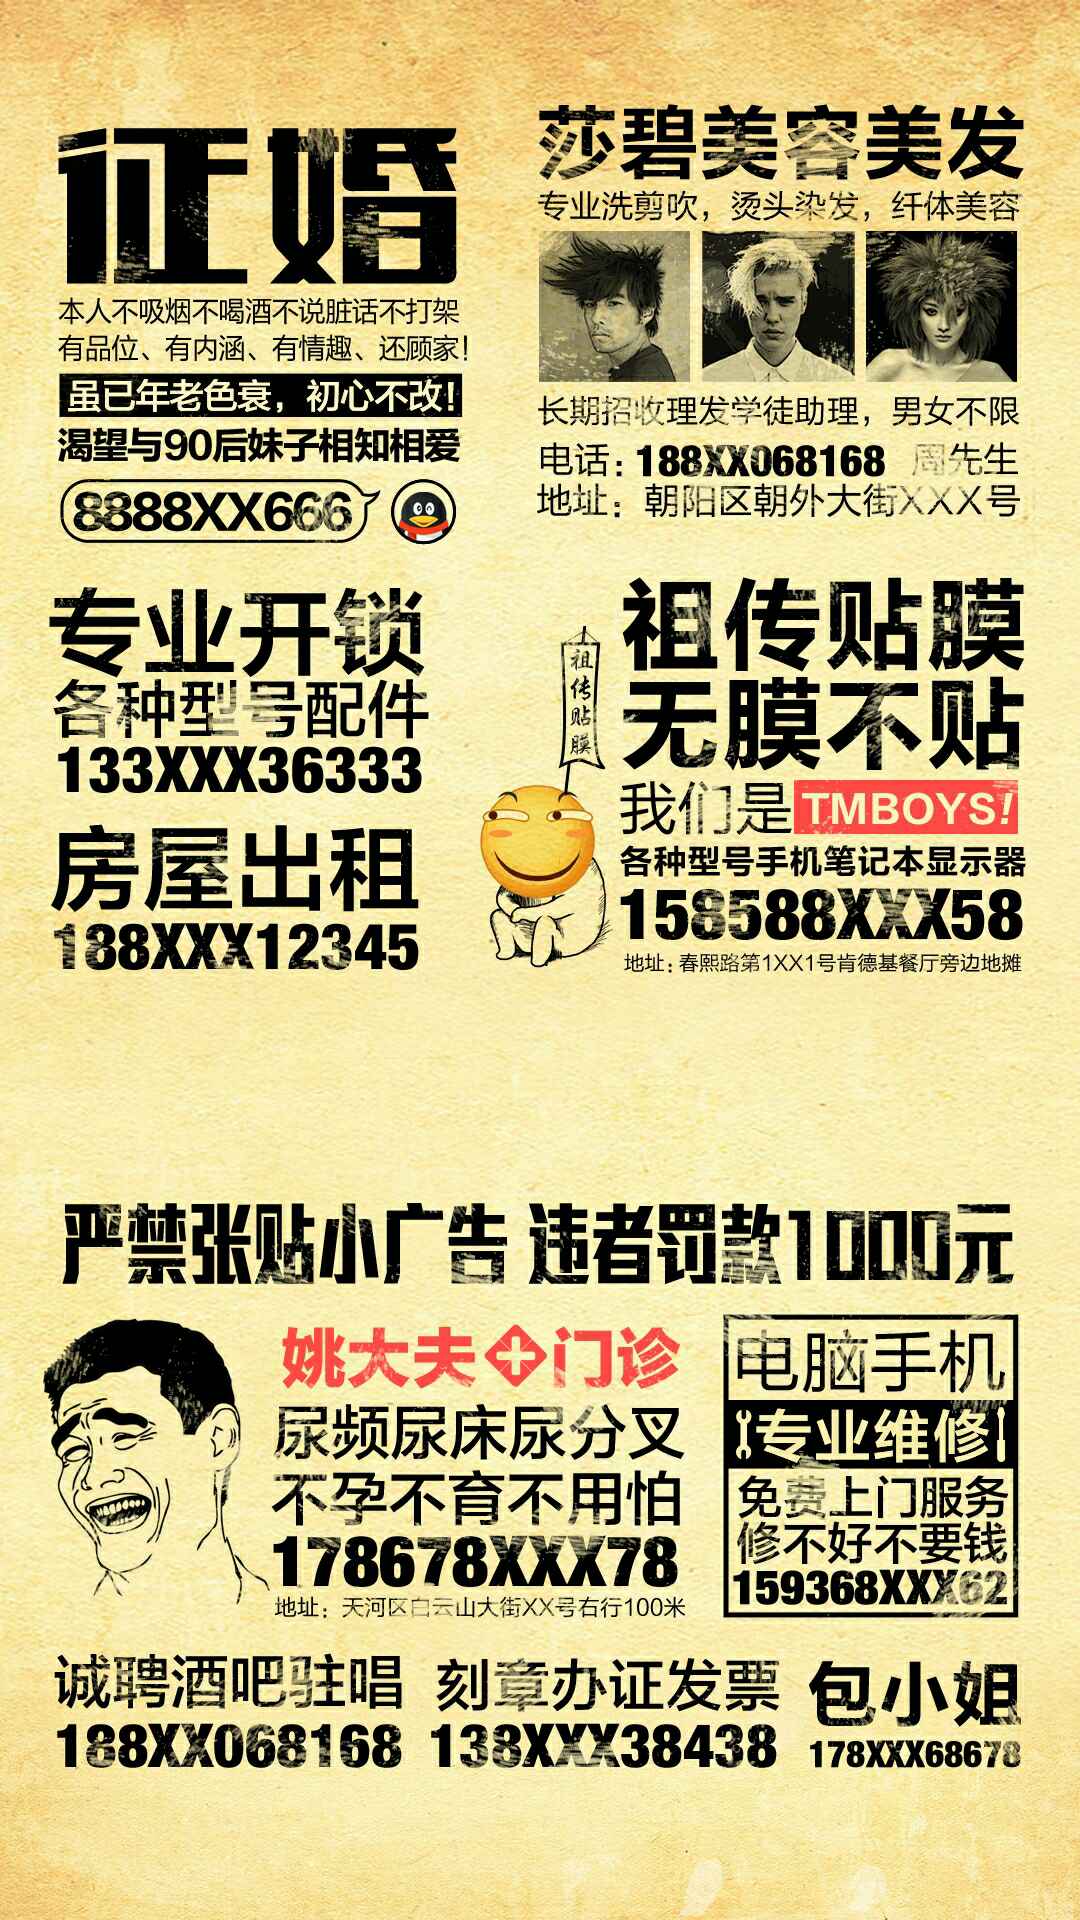 证婚
本人不吸烟不喝酒不说脏话不打架
有品位、有内涵、有情趣、还顾家！
虽已年老色衰，初心不改！
渴望与90后妹子相知相爱
8888XX666
莎碧美容美发
专业洗剪吹，烫头染发，纤体美容
长期招收理发学徒助理，男女不限
电话：188XX068168 周先生
地址：朝阳区朝外大街XXX号
专业开锁
各种型号配件
133XXX36333
房屋出租
188XXX12345
祖传贴膜
祖传贴膜
无膜不贴
我们是TMBOYS!
各种型号手机笔记本显示器
158588XXX58
地址：春熙路第1XX1号肯德基餐厅旁边地摊
严禁张贴小广告 违者罚款1000元
姚大夫门诊
尿频尿床尿分叉
不孕不育不用怕
178678XXX78
地址：天河区白云山大街XX号右行100米
电脑手机
专业维修
免费上门服务
修不好不要钱
159368XXX62
诚聘酒吧驻唱
188XX068168
刻章办证发票
138XXX38438
包小姐
178XXX68678